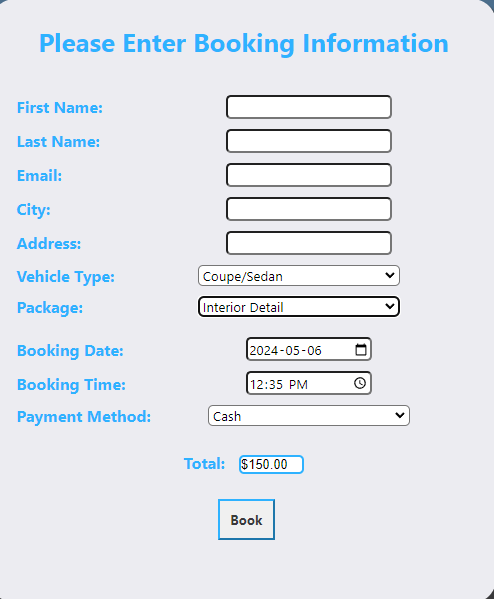 Please Enter Booking Information
First Name:
Last Name:
Email:
City:
Address:
Vehicle Type: Coupe/Sedan
Package: Interior Detail
Booking Date: 2024-05-06
Booking Time: 12:35 PM
Payment Method: Cash
Total: $150.00
Book